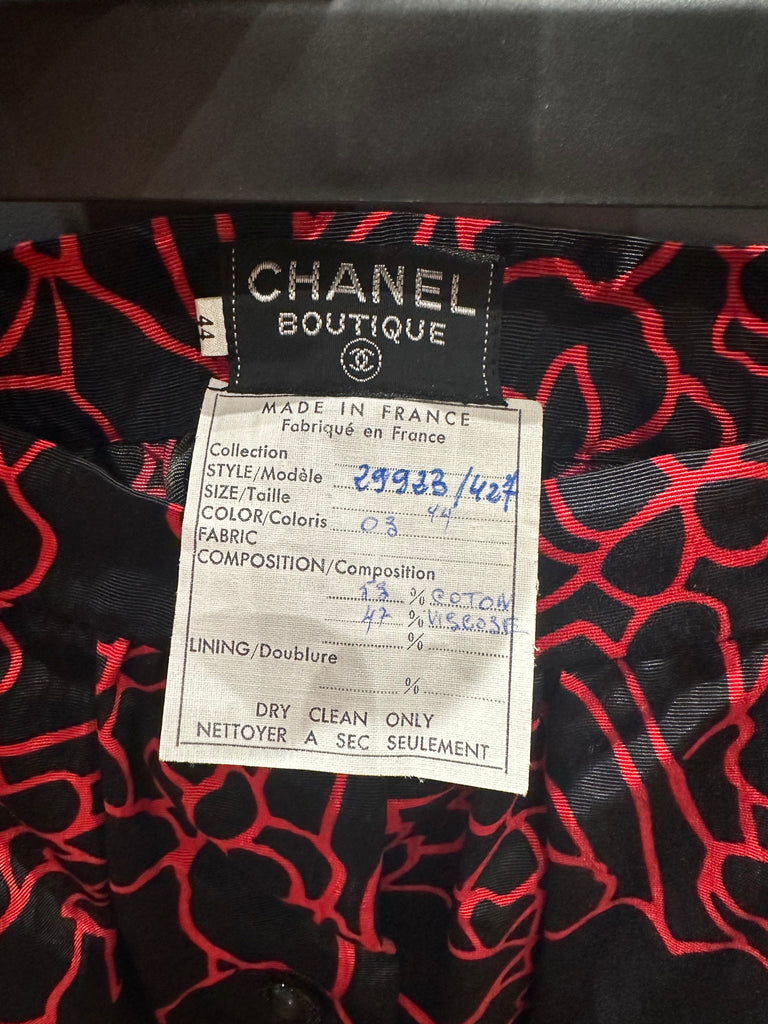 CHANEL
BOUTIQUE
44
MADE IN FRANCE
Fabriqué en France
Collection
STYLE/Modèle 29933/427
SIZE/Taille 44
COLOR/Coloris 03
FABRIC
COMPOSITION/Composition
53 % COTON
47 % VISCOSE
%
LINING/Doublure
%
DRY CLEAN ONLY
NETTOYER A SEC SEULEMENT